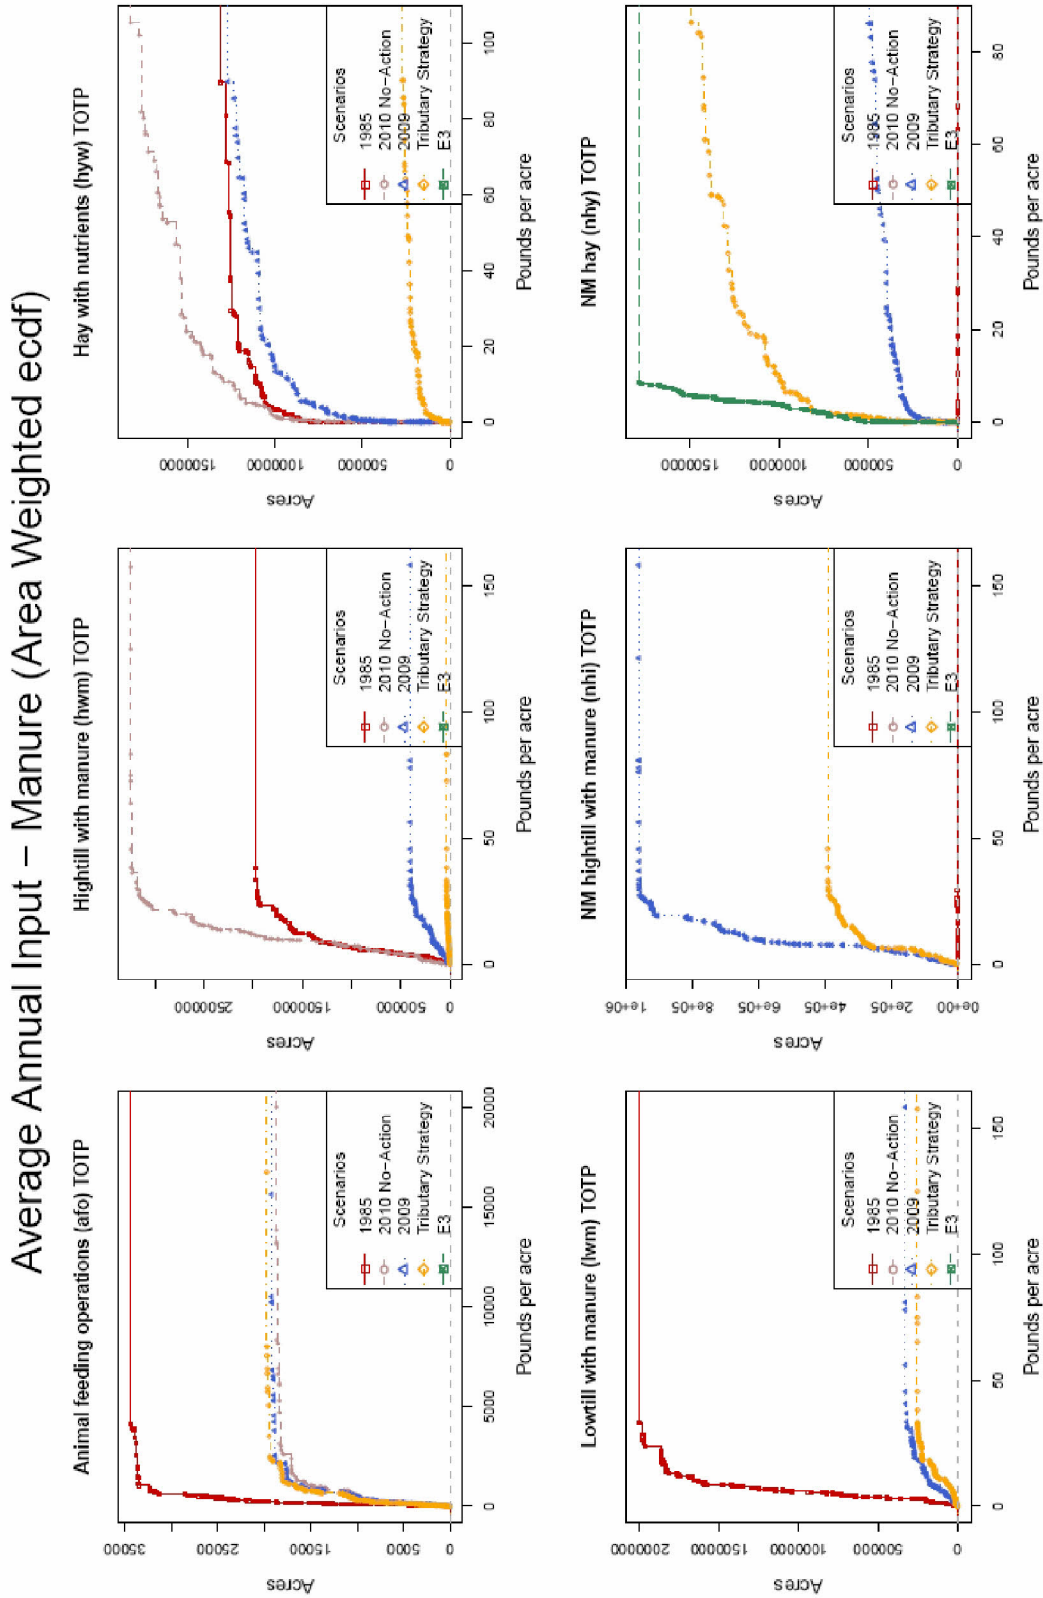 Average Annual Input – Manure (Area Weighted ecdf)
Animal feeding operations (afo) TOTP
Acres
0
5000
15000
25000
35000
0
5000
10000
15000
20000
Pounds per acre
Scenarios
1985
2010 No−Action
2009
Tributary Strategy
E3
Hightill with manure (hwm) TOTP
Acres
0
500000
1500000
2500000
0
50
100
150
Pounds per acre
Scenarios
1985
2010 No−Action
2009
Tributary Strategy
E3
Hay with nutrients (hyw) TOTP
Acres
0
500000
1000000
1500000
0
20
40
60
80
100
Pounds per acre
Scenarios
1985
2010 No−Action
2009
Tributary Strategy
E3
Lowtill with manure (lwm) TOTP
Acres
0
500000
1000000
1500000
2000000
0
50
100
150
Pounds per acre
Scenarios
1985
2010 No−Action
2009
Tributary Strategy
E3
NM hightill with manure (nhi) TOTP
Acres
0e+00
2e+05
4e+05
6e+05
8e+05
1e+06
0
50
100
150
Pounds per acre
Scenarios
1985
2010 No−Action
2009
Tributary Strategy
E3
NM hay (nhy) TOTP
Acres
0
500000
1000000
1500000
0
20
40
60
80
Pounds per acre
Scenarios
1985
2010 No−Action
2009
Tributary Strategy
E3